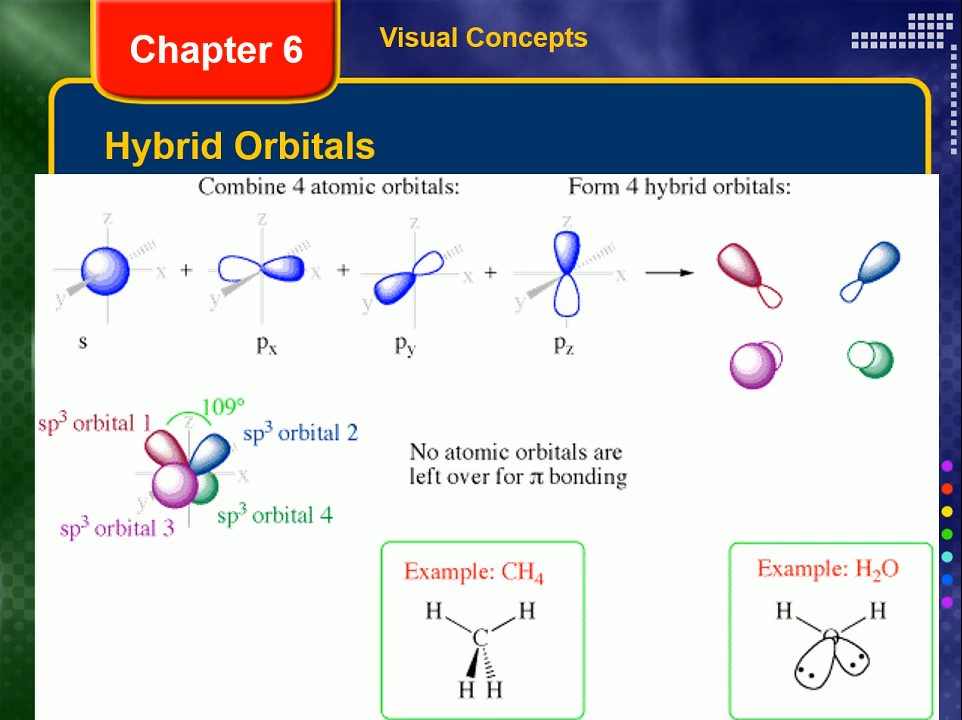 Chapter 6
Visual Concepts
Hybrid Orbitals
Combine 4 atomic orbitals:
Form 4 hybrid orbitals:
z
x
y
s
+
z
x
y
pₓ
+
z
x
y
p_y
+
z
x
y
p_z
109°
sp³ orbital 1
z
sp³ orbital 2
x
y
sp³ orbital 3
sp³ orbital 4
No atomic orbitals are
left over for π bonding
Example: CH₄
H H
C
H H
Example: H₂O
H H
O